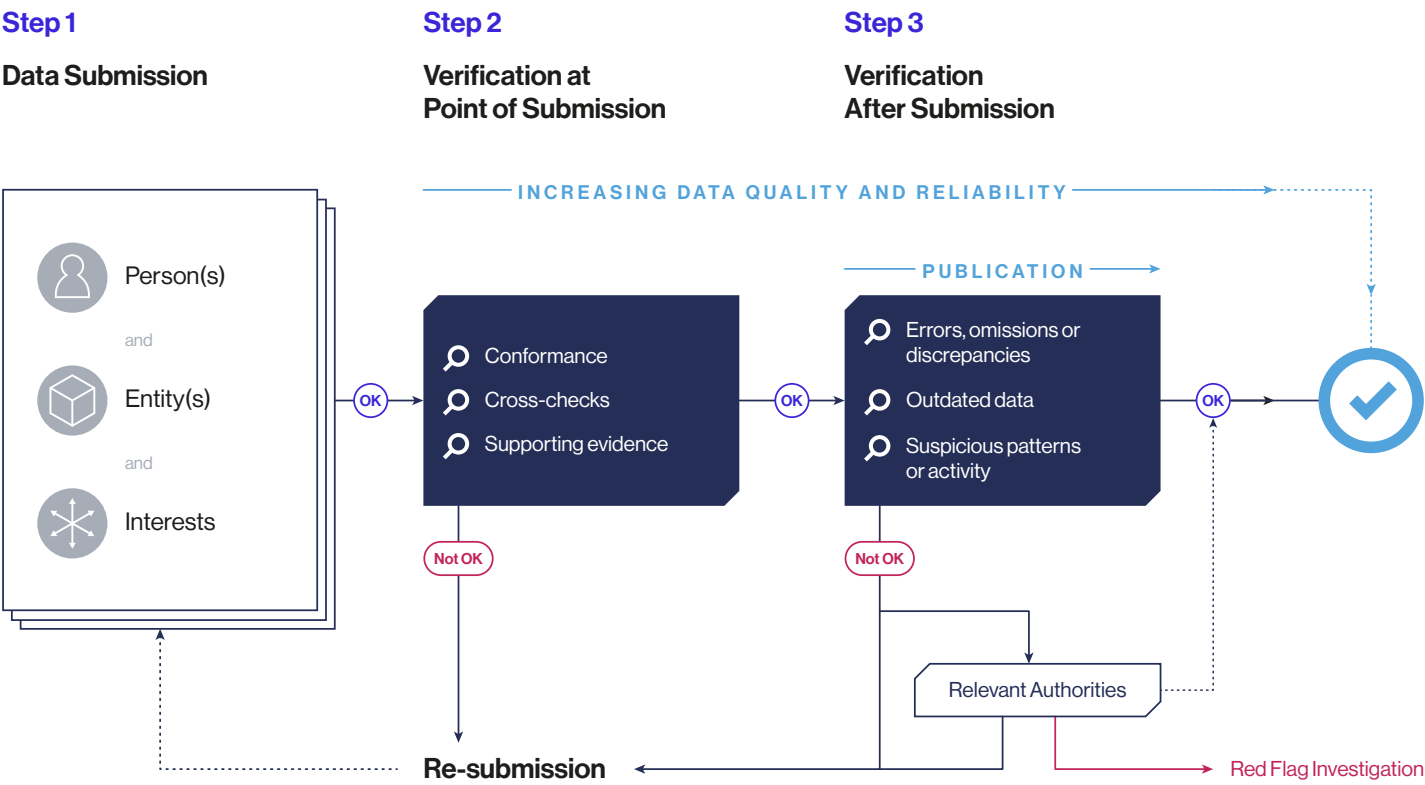 Step 1
Data Submission
Step 2
Verification at
Point of Submission
Step 3
Verification
After Submission
INCREASING DATA QUALITY AND RELIABILITY
PUBLICATION
Person(s)
and
Entity(s)
and
Interests
OK
Conformance
Cross-checks
Supporting evidence
OK
Errors, omissions or
discrepancies
Outdated data
Suspicious patterns
or activity
OK
Not OK
Not OK
Relevant Authorities
Re-submission
Red Flag Investigation